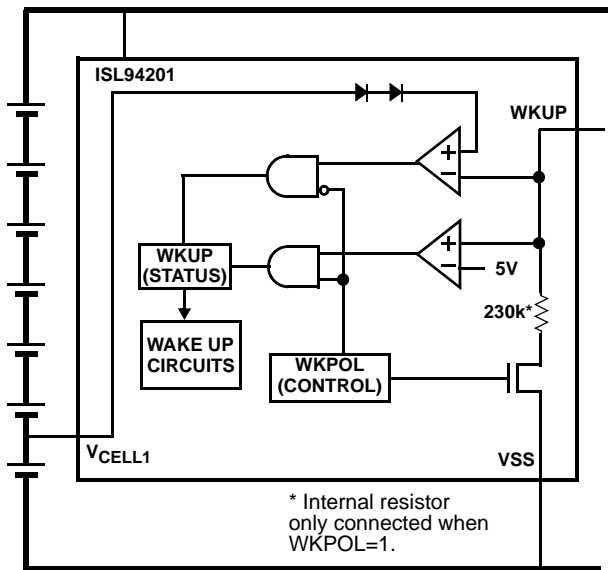 ISL94201
WKUP
+
−
+
−
5V
WKUP
(STATUS)
230k*
WAKE UP
CIRCUITS
WKPOL
(CONTROL)
VCELL1
VSS
* Internal resistor
only connected when
WKPOL=1.